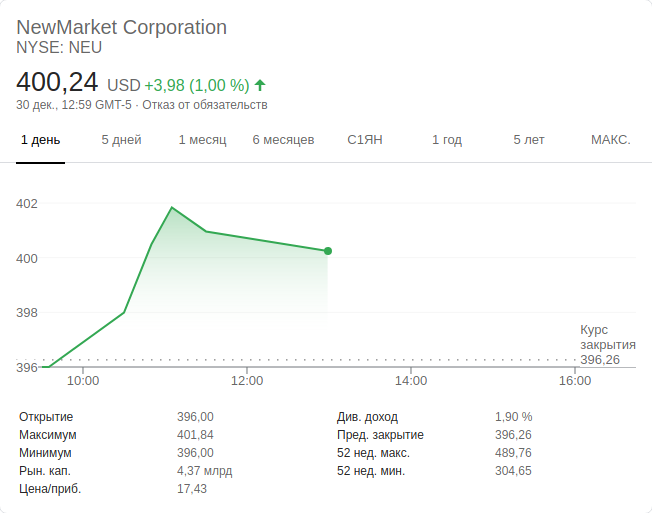 NewMarket Corporation
NYSE: NEU
400,24 USD +3,98 (1,00 %)
30 дек., 12:59 GMT-5 · Отказ от обязательств
1 день 5 дней 1 месяц 6 месяцев С1ЯН 1 год 5 лет МАКС.
402
400
398
396
Курс
закрытия
396,26
10:00 12:00 14:00 16:00
Открытие 396,00 Див. доход 1,90 %
Максимум 401,84 Пред. закрытие 396,26
Минимум 396,00 52 нед. макс. 489,76
Рын. кап. 4,37 млрд 52 нед. мин. 304,65
Цена/приб. 17,43